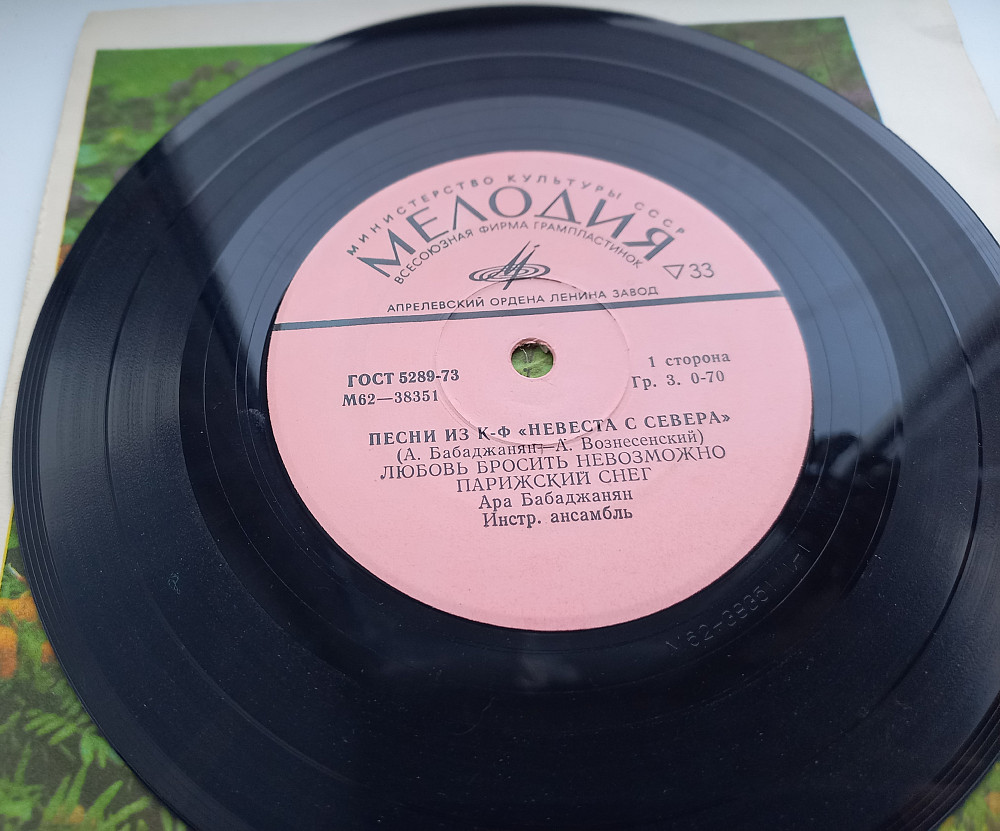 МИНИСТЕРСТВО КУЛЬТУРЫ СССР
МЕЛОДИЯ
ВСЕСОЮЗНАЯ ФИРМА ГРАМПЛАСТИНОК
33
АПРЕЛЕВСКИЙ ОРДЕНА ЛЕНИНА ЗАВОД
ГОСТ 5289-73
М62—38351
1 сторона
Гр. 3. 0-70
ПЕСНИ ИЗ К-Ф «НЕВЕСТА С СЕВЕРА»
(А. Бабаджанян—А. Вознесенский)
ЛЮБОВЬ БРОСИТЬ НЕВОЗМОЖНО
ПАРИЖСКИЙ СНЕГ
Ара Бабаджанян
Инстр. ансамбль
М62-38351